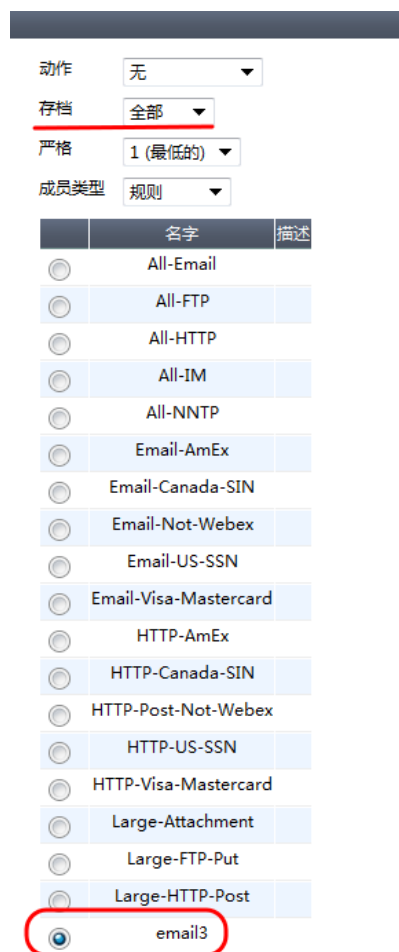 动作 无
存档 全部
严格 1 (最低的)
成员类型 规则
名字 描述
All-Email
All-FTP
All-HTTP
All-IM
All-NNTP
Email-AmEx
Email-Canada-SIN
Email-Not-Webex
Email-US-SSN
Email-Visa-Mastercard
HTTP-AmEx
HTTP-Canada-SIN
HTTP-Post-Not-Webex
HTTP-US-SSN
HTTP-Visa-Mastercard
Large-Attachment
Large-FTP-Put
Large-HTTP-Post
email3